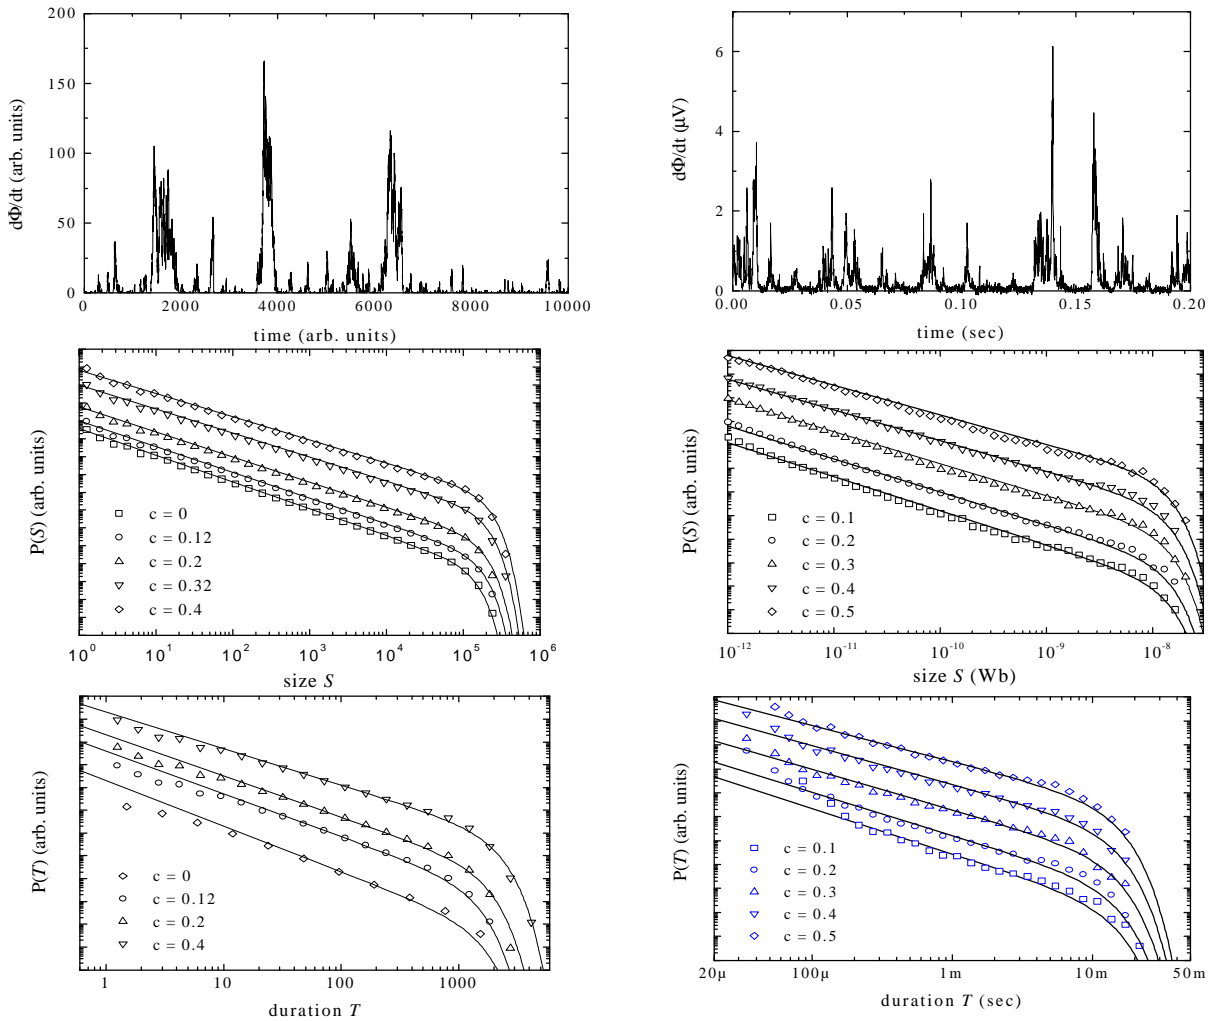 200
150
100
50
0
dΦ/dt (arb. units)
0 2000 4000 6000 8000 10000
time (arb. units)
6
4
2
0
dΦ/dt (μV)
0.00 0.05 0.10 0.15 0.20
time (sec)
P(S) (arb. units)
c = 0
c = 0.12
c = 0.2
c = 0.32
c = 0.4
10⁰ 10¹ 10² 10³ 10⁴ 10⁵ 10⁶
size S
P(S) (arb. units)
c = 0.1
c = 0.2
c = 0.3
c = 0.4
c = 0.5
10⁻¹² 10⁻¹¹ 10⁻¹⁰ 10⁻⁹ 10⁻⁸
size S (Wb)
P(T) (arb. units)
c = 0
c = 0.12
c = 0.2
c = 0.4
1 10 100 1000
duration T
P(T) (arb. units)
c = 0.1
c = 0.2
c = 0.3
c = 0.4
c = 0.5
20μ 100μ 1m 10m 50m
duration T (sec)